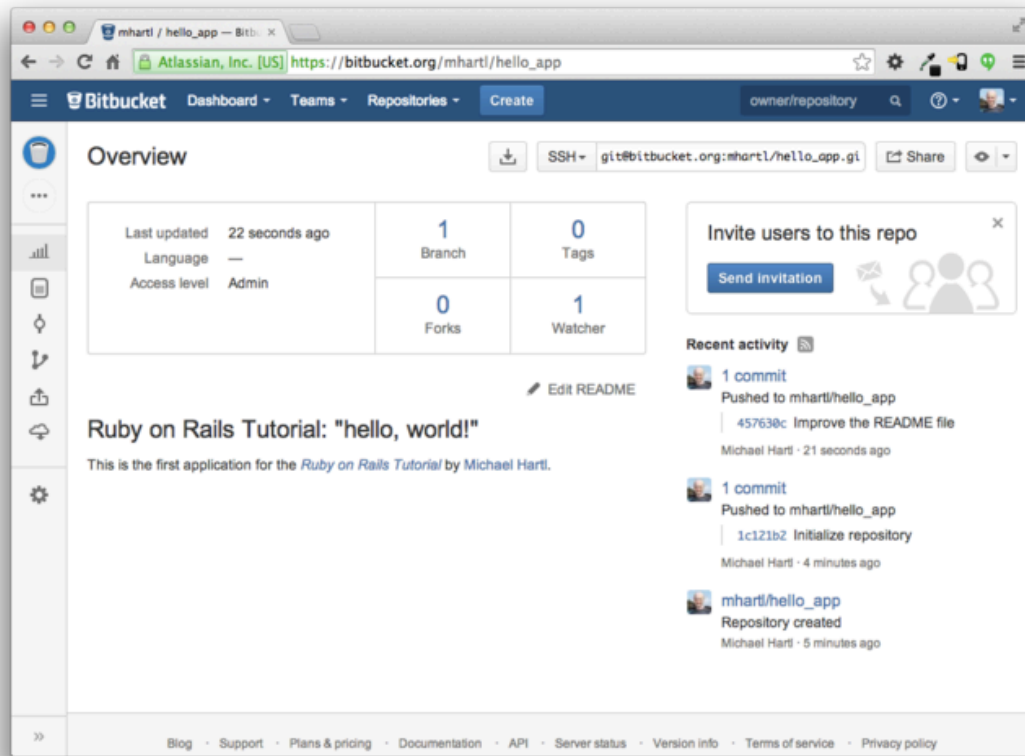 mhartl / hello_app — Bitb
Atlassian, Inc. [US] https://bitbucket.org/mhartl/hello_app
Bitbucket Dashboard Teams Repositories Create owner/repository
Overview
SSH git@bitbucket.org:mhartl/hello_app.gi Share
Last updated 22 seconds ago
Language —
Access level Admin
1
Branch
0
Tags
0
Forks
1
Watcher
Edit README
Ruby on Rails Tutorial: "hello, world!"
This is the first application for the Ruby on Rails Tutorial by Michael Hartl.
Invite users to this repo
Send invitation
Recent activity
1 commit
Pushed to mhartl/hello_app
457630c Improve the README file
Michael Hartl · 21 seconds ago
1 commit
Pushed to mhartl/hello_app
1c121b2 Initialize repository
Michael Hartl · 4 minutes ago
mhartl/hello_app
Repository created
Michael Hartl · 5 minutes ago
Blog · Support · Plans & pricing · Documentation · API · Server status · Version info · Terms of service · Privacy policy